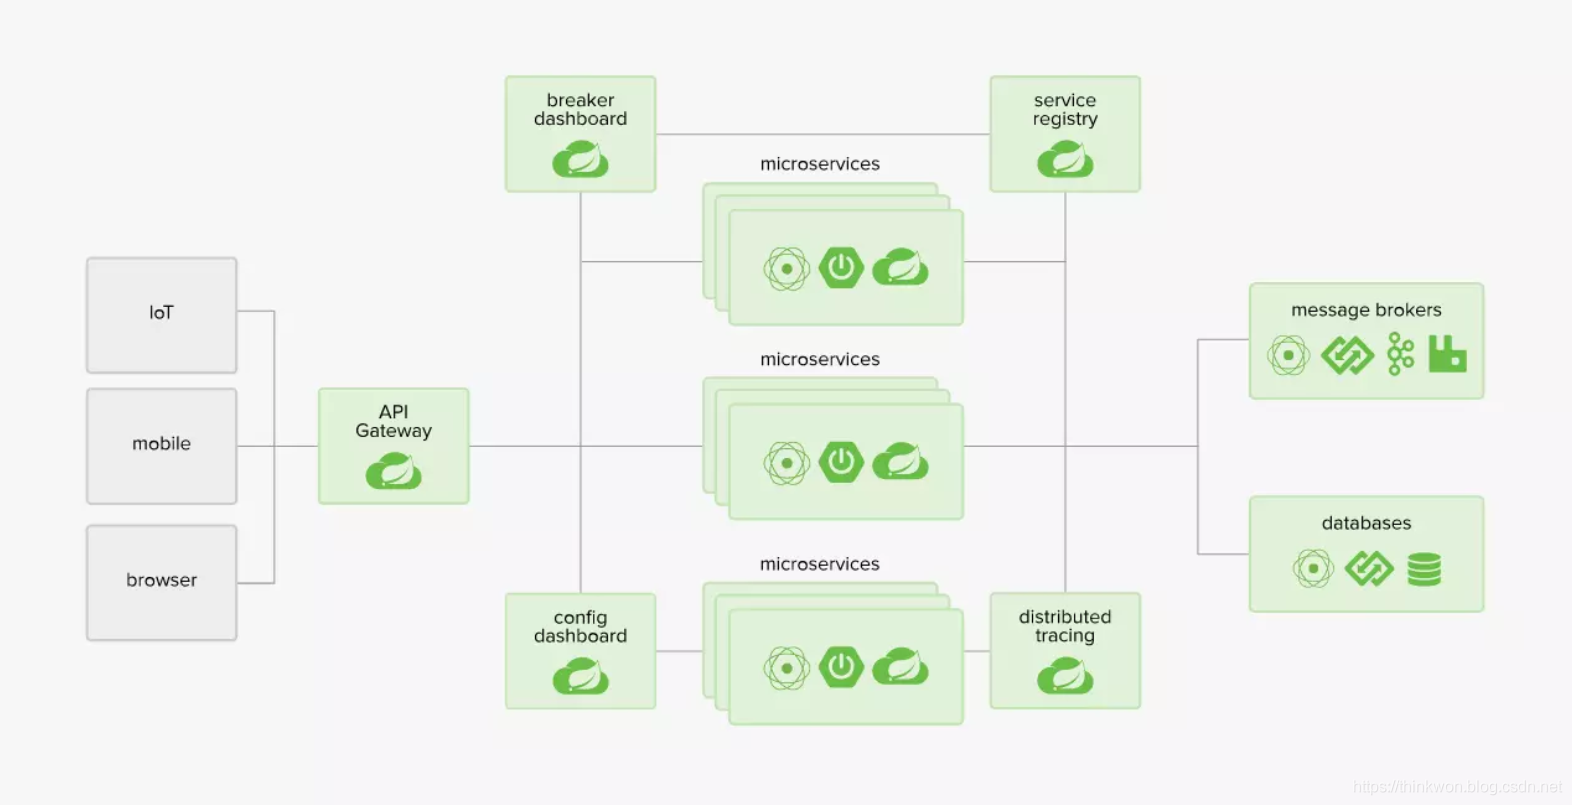 breaker
dashboard
service
registry
microservices
IoT
mobile
browser
API
Gateway
microservices
message brokers
databases
microservices
config
dashboard
distributed
tracing
https://thinkwon.blog.csdn.net